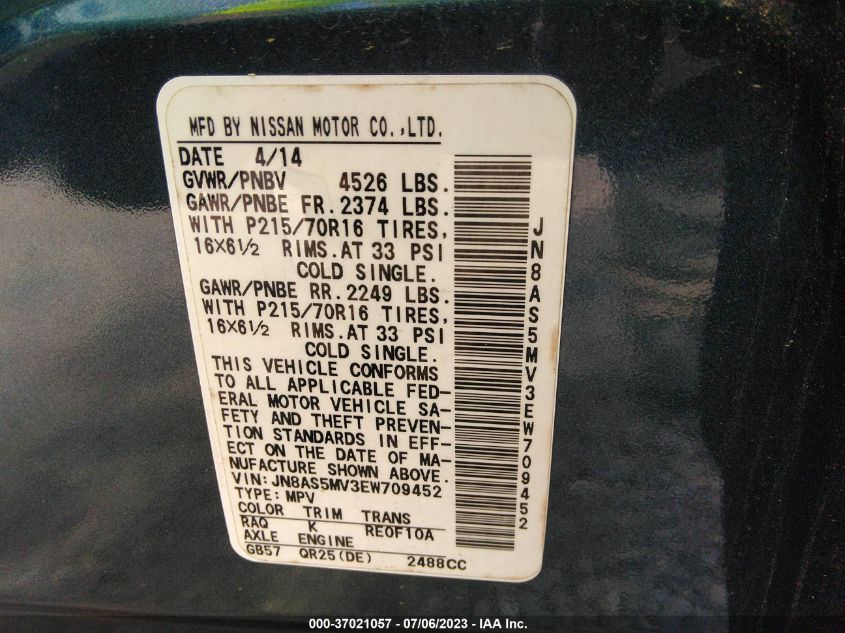 MFD BY NISSAN MOTOR CO.,LTD.
DATE 4/14
GVWR/PNBV 4526 LBS.
GAWR/PNBE FR.2374 LBS.
WITH P215/70R16 TIRES,
16X6½ RIMS.AT 33 PSI
COLD SINGLE.
GAWR/PNBE RR.2249 LBS.
WITH P215/70R16 TIRES,
16X6½ RIMS.AT 33 PSI
COLD SINGLE.
THIS VEHICLE CONFORMS
TO ALL APPLICABLE FED-
ERAL MOTOR VEHICLE SA-
FETY AND THEFT PREVEN-
TION STANDARDS IN EFF-
ECT ON THE DATE OF MA-
NUFACTURE SHOWN ABOVE.
VIN:JN8AS5MV3EW709452
TYPE:MPV
COLOR TRIM TRANS
RAQ K RE0F10A
AXLE ENGINE
GB57 QR25(DE) 2488CC
JN8AS5MV3EW709452
000-37021057 / 07/06/2023 - IAA Inc.